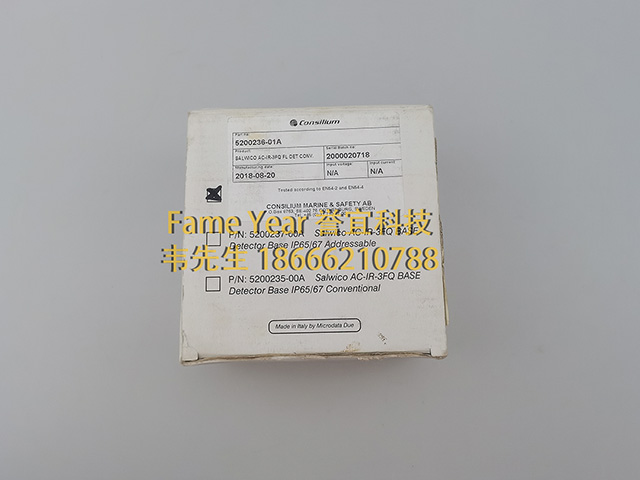 Consilium
Part no:
5200236-01A
Product: Serial/Batch no:
SALWICO AC-IR-3FQ FL DET CONV. 2000020718
Manufacturing date: Input voltage: Input current:
2018-08-20 N/A N/A
Tested according to EN54-2 and EN54-4
CONSILIUM MARINE & SAFETY AB
SWEDEN
Fame Year 誉宜科技
P/N: 5200237-00A Salwico AC-IR-3FQ BASE
Detector Base IP65/67 Addressable
韦先生 18666210788
P/N: 5200235-00A Salwico AC-IR-3FQ BASE
Detector Base IP65/67 Conventional
Made in Italy by Microdata Due